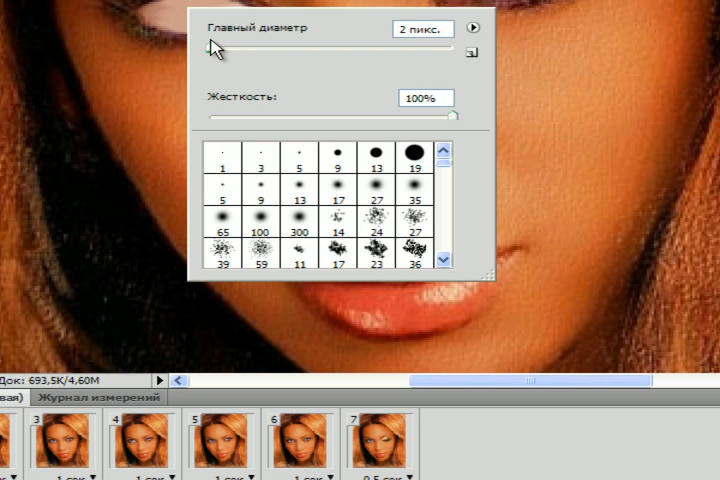 Главный диаметр
2 пикс.
Жесткость:
100%
1 3 5 9 13 19
5 9 13 17 27 35
65 100 300 14 24 27
39 59 11 17 23 36
Док: 693,5K/4,60M
вая) Журнал измерений
3 4 5 6 7
1 сек. 1 сек. 1 сек. 1 сек. 0,5 сек.